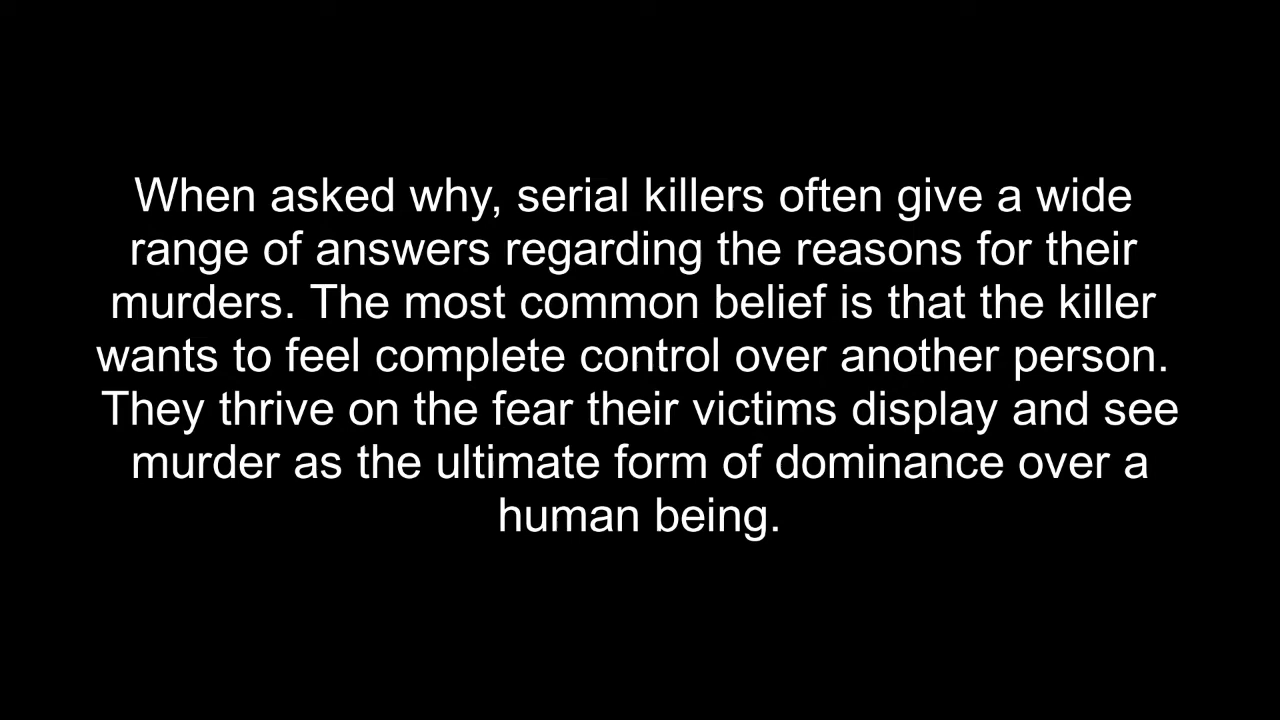 When asked why, serial killers often give a wide
range of answers regarding the reasons for their
murders. The most common belief is that the killer
wants to feel complete control over another person.
They thrive on the fear their victims display and see
murder as the ultimate form of dominance over a
human being.